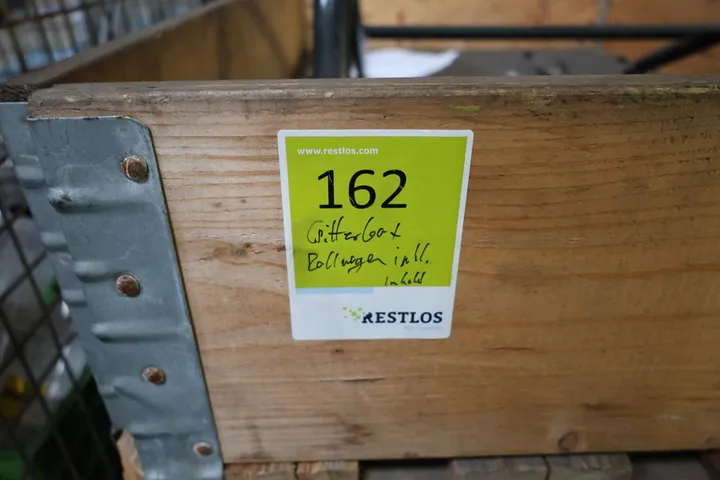 www.restlos.com
162
Gitterbox
Rollwagen inkl.
Inhalt
RESTLOS